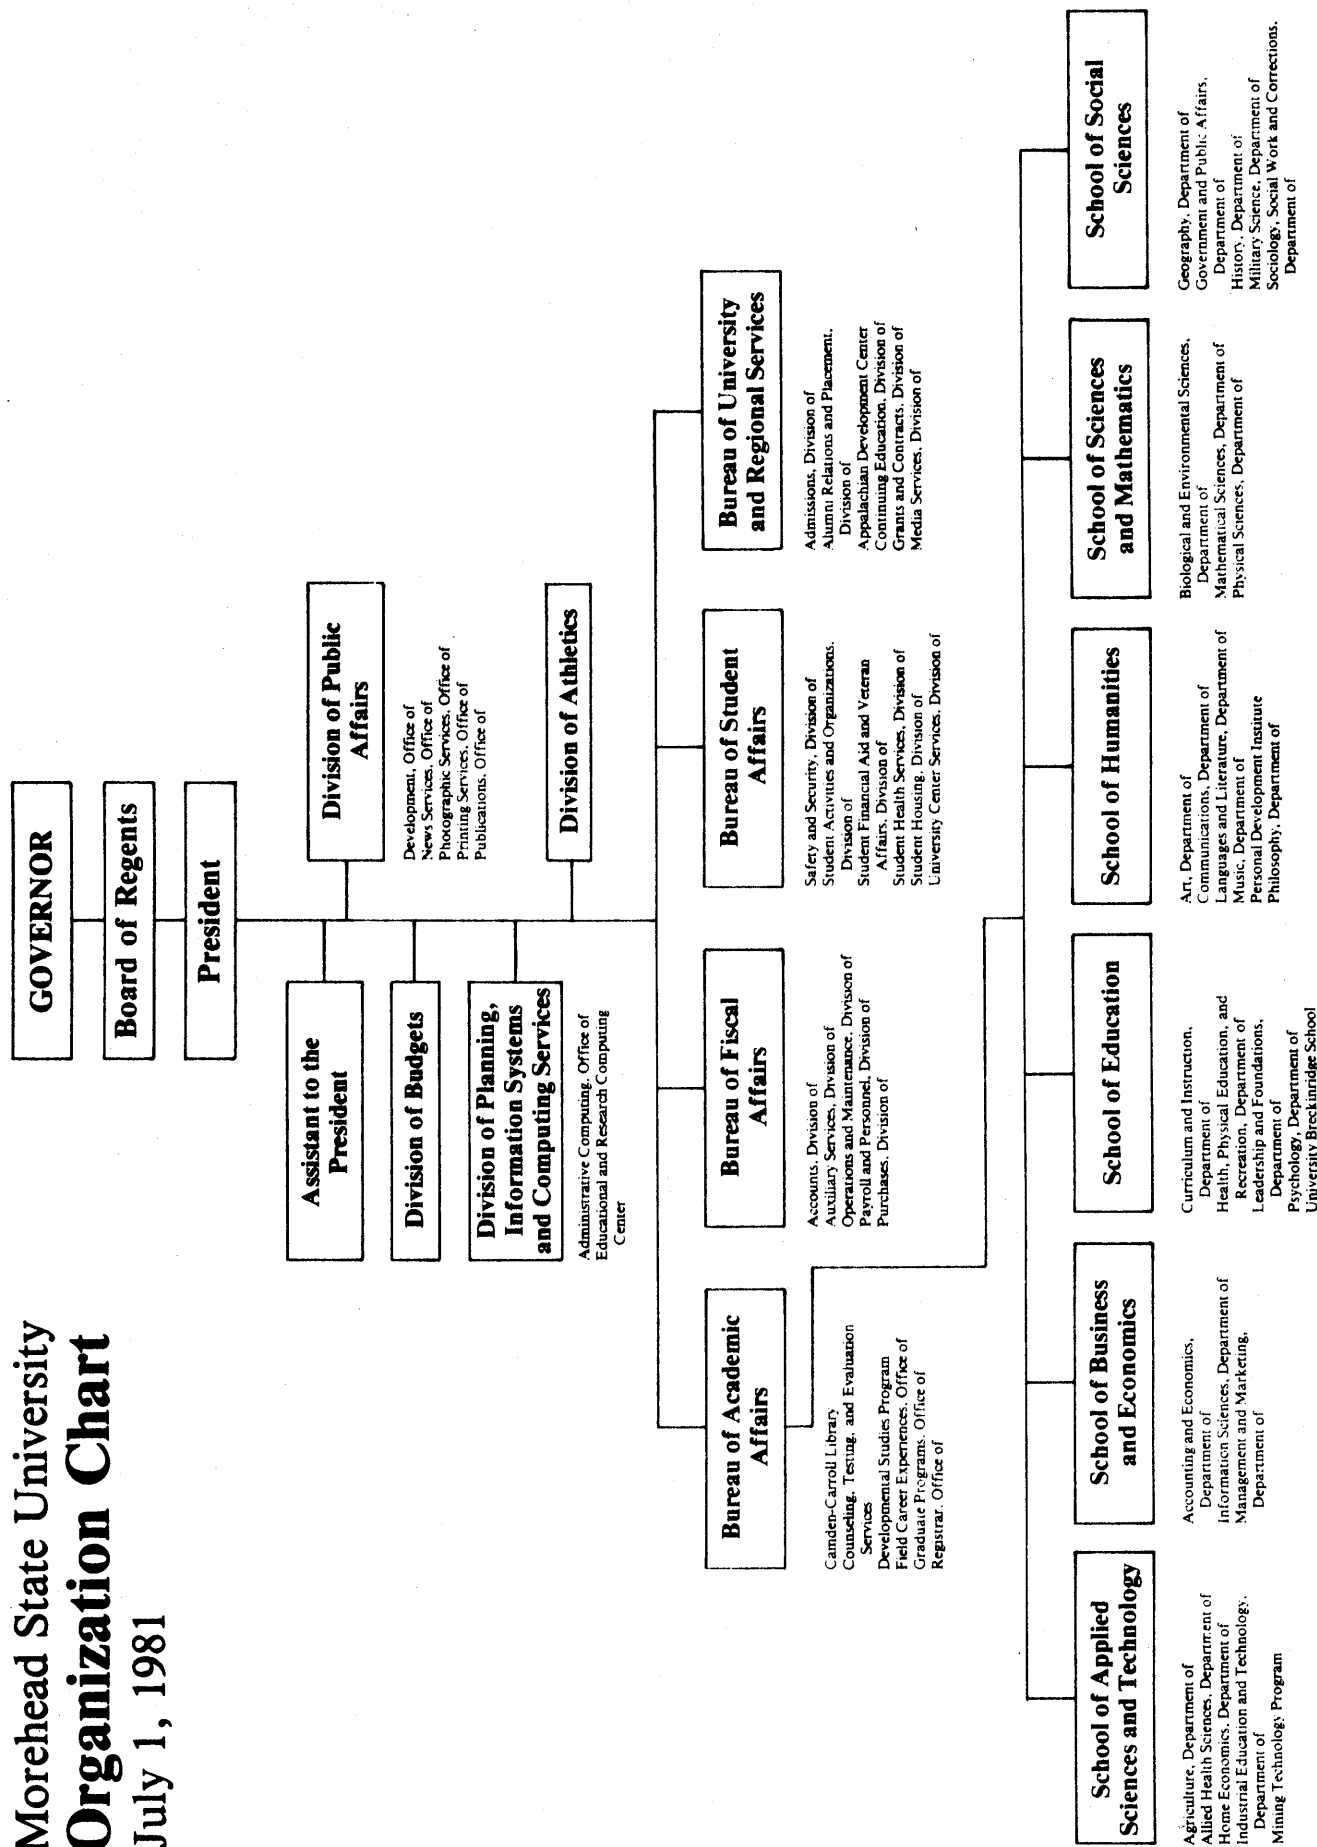 Morehead State University
Organization Chart
July 1, 1981
GOVERNOR
Board of Regents
President
Assistant to the
President
Division of Public
Affairs
Development, Office of
News Services, Office of
Photographic Services, Office of
Printing Services, Office of
Publications, Office of
Division of Budgets
Division of Planning,
Information Systems
and Computing Services
Administrative Computing, Office of
Educational and Research Computing
Center
Division of Athletics
Bureau of Academic
Affairs
Camden-Carroll Library
Counseling, Testing, and Evaluation
Services
Developmental Studies Program
Field Career Experiences, Office of
Graduate Programs, Office of
Registrar, Office of
Bureau of Fiscal
Affairs
Accounts, Division of
Auxiliary Services, Division of
Operations and Maintenance, Division of
Payroll and Personnel, Division of
Purchases, Division of
Bureau of Student
Affairs
Safety and Security, Division of
Student Activities and Organizations,
Division of
Student Financial Aid and Veteran
Affairs, Division of
Student Health Services, Division of
Student Housing, Division of
University Center Services, Division of
Bureau of University
and Regional Services
Admissions, Division of
Alumni Relations and Placement,
Division of
Appalachian Development Center
Continuing Education, Division of
Grants and Contracts, Division of
Media Services, Division of
School of Applied
Sciences and Technology
Agriculture, Department of
Allied Health Sciences, Department of
Home Economics, Department of
Industrial Education and Technology,
Department of
Mining Technology Program
School of Business
and Economics
Accounting and Economics,
Department of
Information Sciences, Department of
Management and Marketing,
Department of
School of Education
Curriculum and Instruction,
Department of
Health, Physical Education, and
Recreation, Department of
Leadership and Foundations,
Department of
Psychology, Department of
University Breckinridge School
School of Humanities
Art, Department of
Communications, Department of
Languages and Literature, Department of
Music, Department of
Personal Development Institute
Philosophy, Department of
School of Sciences
and Mathematics
Biological and Environmental Sciences,
Department of
Mathematical Sciences, Department of
Physical Sciences, Department of
School of Social
Sciences
Geography, Department of
Government and Public Affairs,
Department of
History, Department of
Military Science, Department of
Sociology, Social Work and Corrections,
Department of